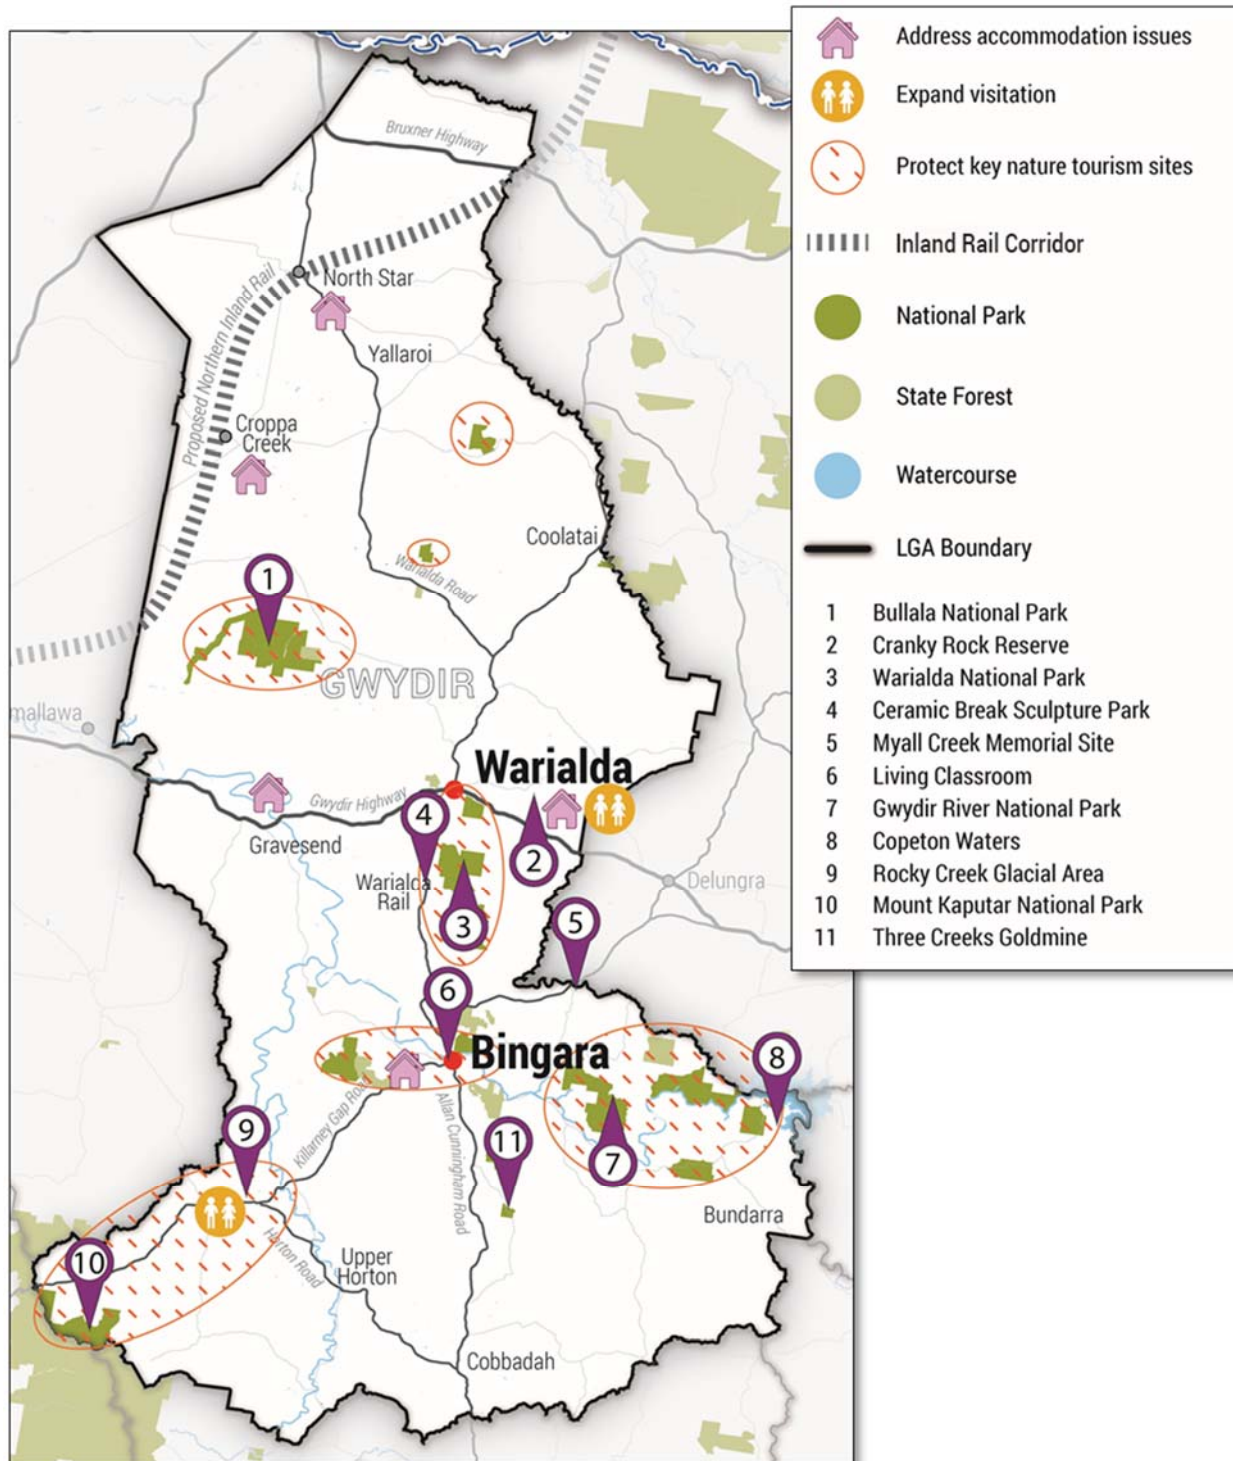 Address accommodation issues
Expand visitation
Protect key nature tourism sites
Inland Rail Corridor
National Park
State Forest
Watercourse
LGA Boundary
1 Bullala National Park
2 Cranky Rock Reserve
3 Warialda National Park
4 Ceramic Break Sculpture Park
5 Myall Creek Memorial Site
6 Living Classroom
7 Gwydir River National Park
8 Copeton Waters
9 Rocky Creek Glacial Area
10 Mount Kaputar National Park
11 Three Creeks Goldmine
Bruxner Highway
North Star
Proposed Northern Inland Rail
Yallaroi
Croppa
Creek
Coolatai
Warialda Road
1
GWYDIR
mallawa
Warialda
Gwydir Highway
4
Gravesend
2
Warialda
Rail
Delungra
3
5
6
Bingara
8
Killarney Gap Road
Allan Cunningham Road
9
11
7
Bundarra
Horton Road
10
Upper
Horton
Cobbadah